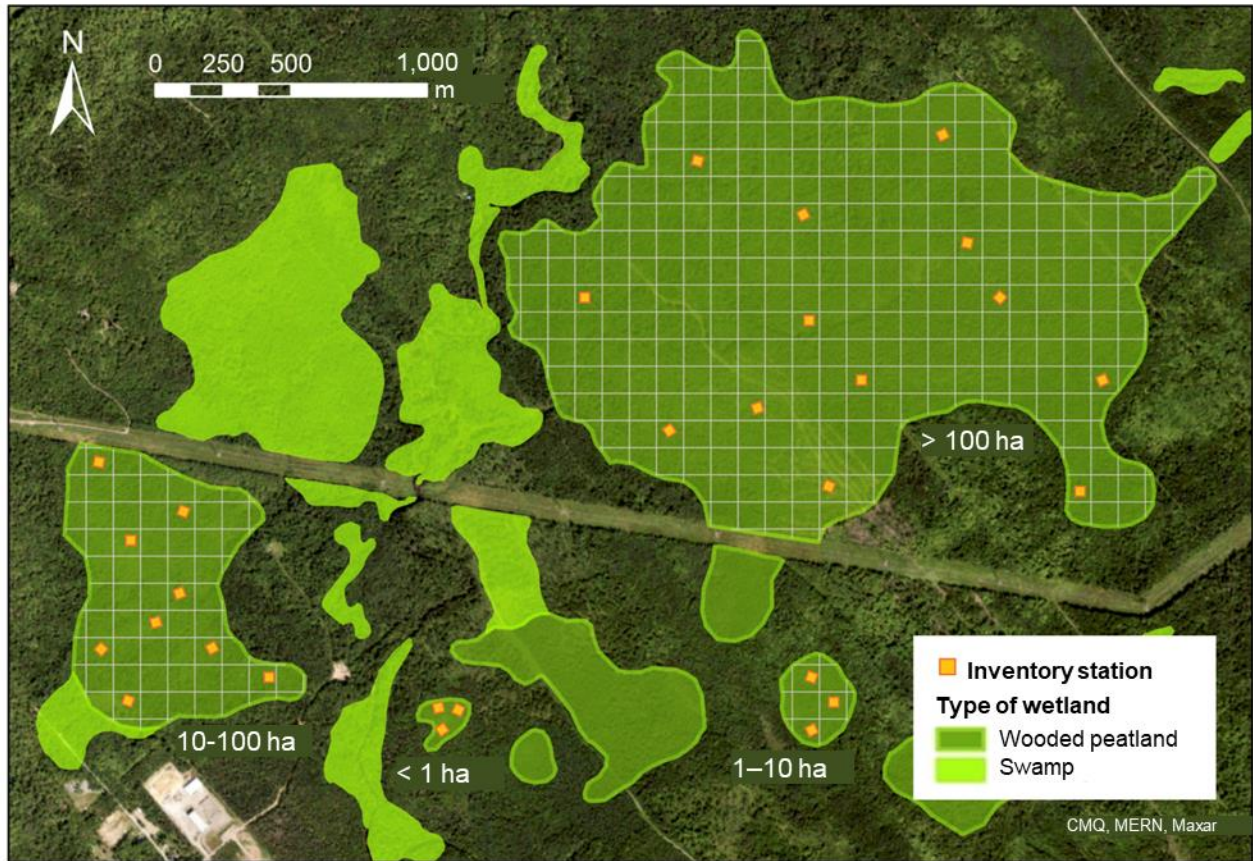 N
0 250 500 1,000
m
> 100 ha
10-100 ha
< 1 ha
1–10 ha
Inventory station
Type of wetland
Wooded peatland
Swamp
CMQ, MERN, Maxar